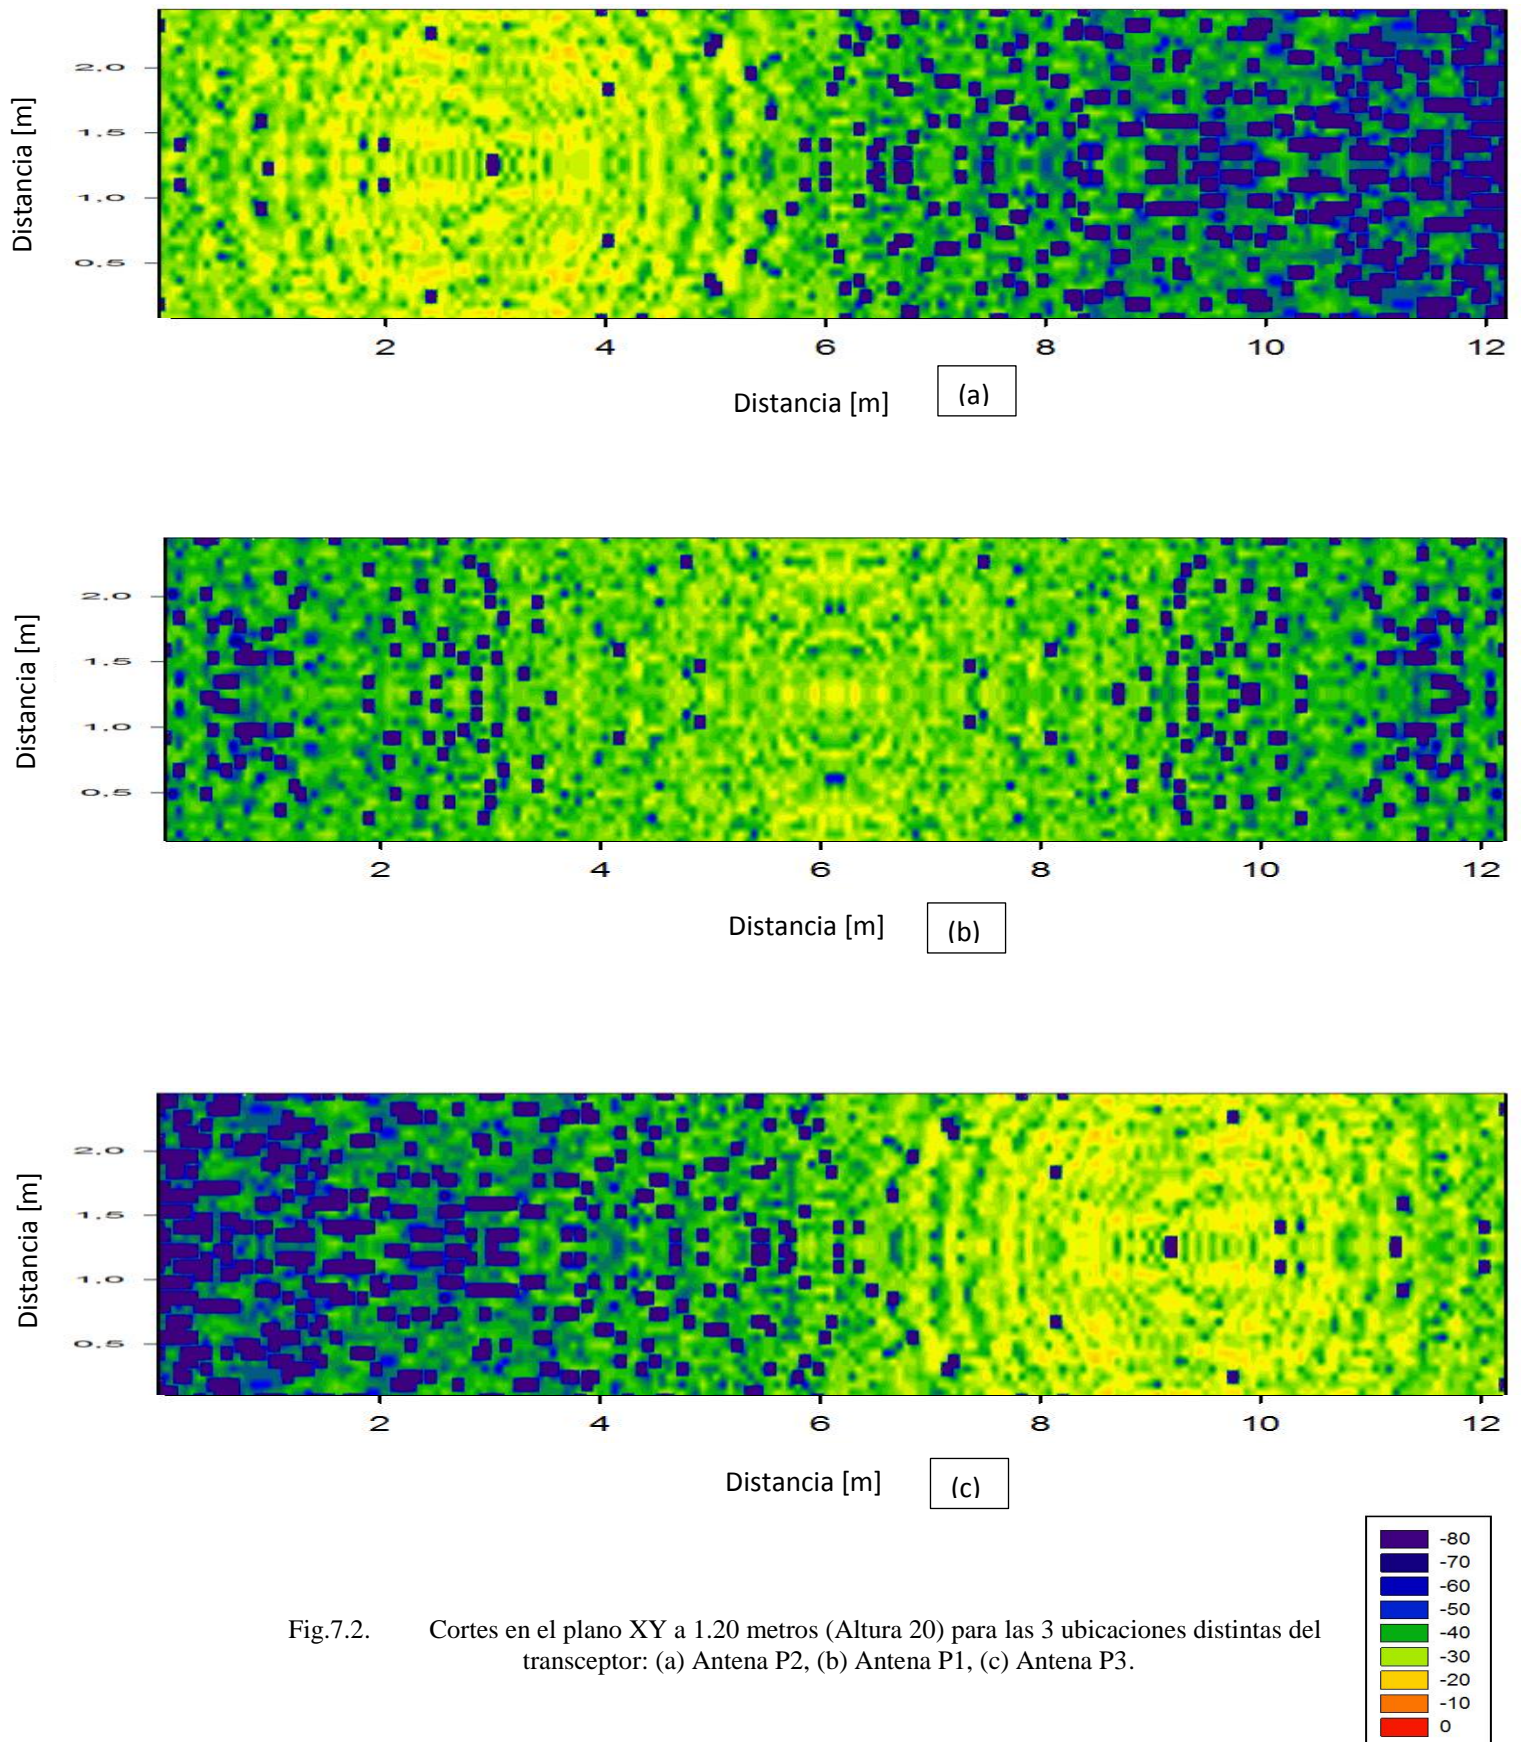 Distancia [m]
2.0
1.5
1.0
0.5
2 4 6 8 10 12
Distancia [m] (a)
Distancia [m]
2.0
1.5
1.0
0.5
2 4 6 8 10 12
Distancia [m] (b)
Distancia [m]
2.0
1.5
1.0
0.5
2 4 6 8 10 12
Distancia [m] (c)
-80
-70
-60
-50
-40
-30
-20
-10
0
Fig.7.2. Cortes en el plano XY a 1.20 metros (Altura 20) para las 3 ubicaciones distintas del
transceptor: (a) Antena P2, (b) Antena P1, (c) Antena P3.